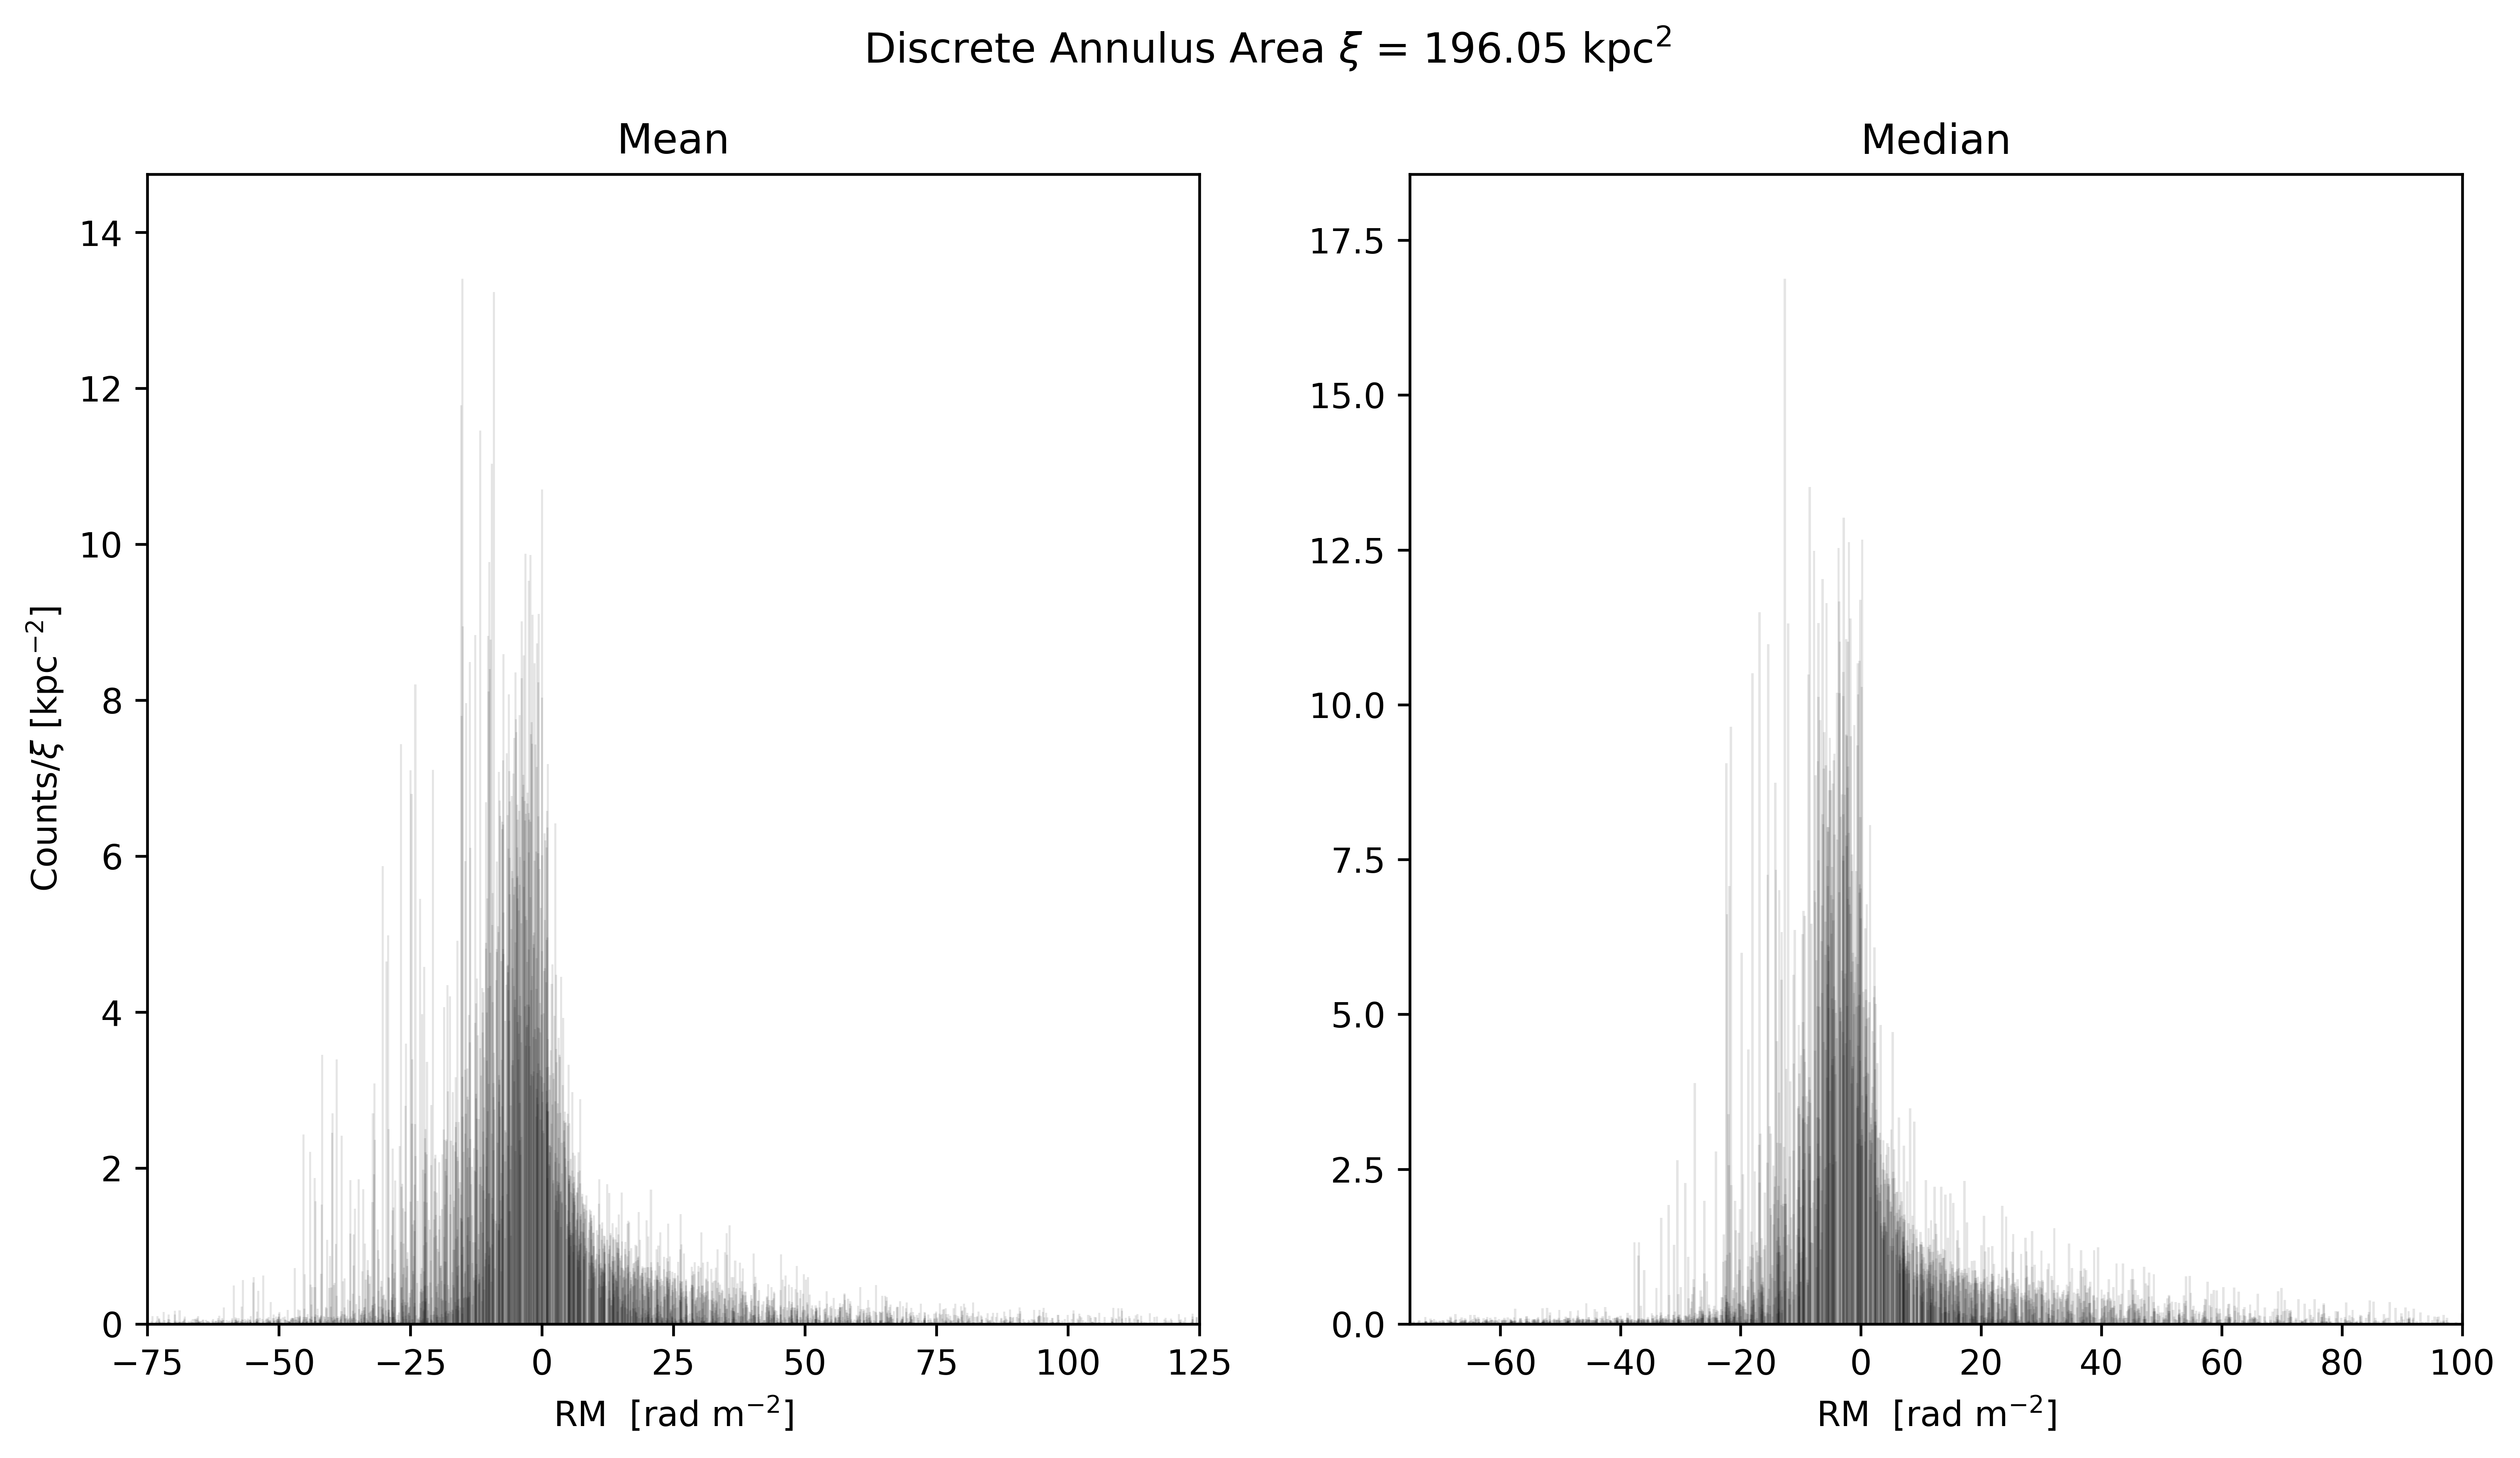 Discrete Annulus Area ξ = 196.05 kpc²
Mean
14
12
10
8
6
4
2
0
Counts/ξ [kpc⁻²]
−75 −50 −25 0 25 50 75 100 125
RM [rad m⁻²]
Median
17.5
15.0
12.5
10.0
7.5
5.0
2.5
0.0
−60 −40 −20 0 20 40 60 80 100
RM [rad m⁻²]